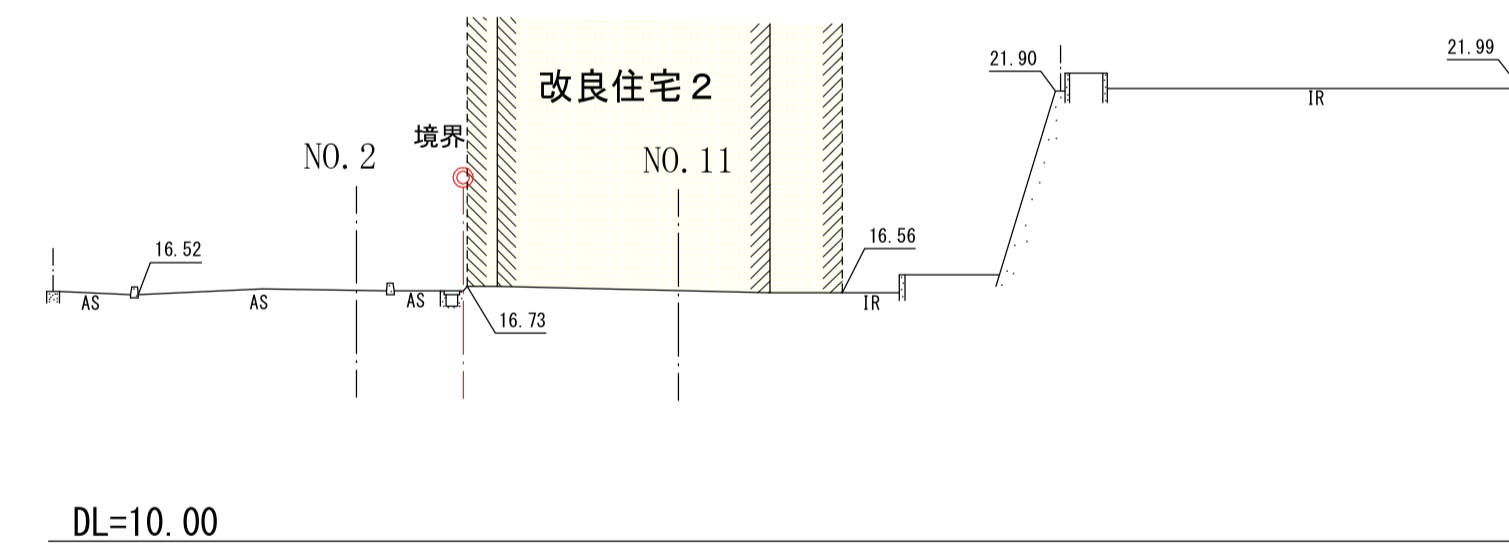 21.99
21.90
改良住宅２
IR
境界
NO.2
NO.11
16.52
16.56
AS
AS
AS
IR
16.73
DL=10.00